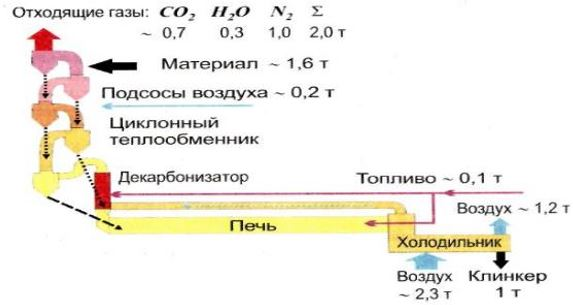 Отходящие газы: CO2 H2O N2 Σ
~ 0,7 0,3 1,0 2,0 т
Материал ~ 1,6 т
Подсосы воздуха ~ 0,2 т
Циклонный
теплообменник
Декарбонизатор
Топливо ~ 0,1 т
Воздух ~ 1,2 т
Печь
Холодильник
Воздух
~ 2,3 т
Клинкер
1 т